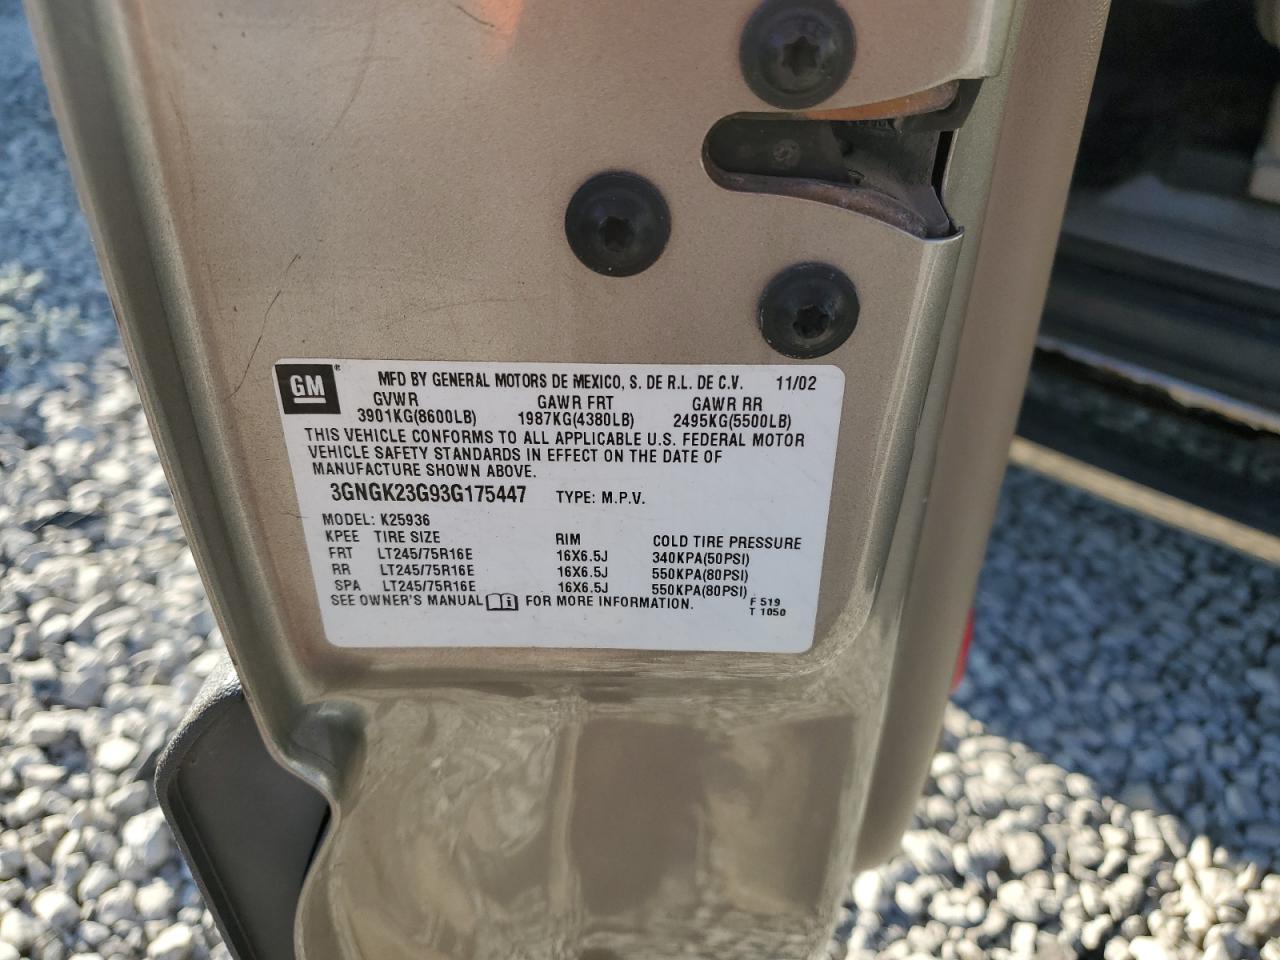 GM ® MFD BY GENERAL MOTORS DE MEXICO, S. DE R.L. DE C.V. 11/02
GVWR GAWR FRT GAWR RR
3901KG(8600LB) 1987KG(4380LB) 2495KG(5500LB)
THIS VEHICLE CONFORMS TO ALL APPLICABLE U.S. FEDERAL MOTOR
VEHICLE SAFETY STANDARDS IN EFFECT ON THE DATE OF
MANUFACTURE SHOWN ABOVE.
3GNGK23G93G175447 TYPE: M.P.V.
MODEL: K25936
KPEE TIRE SIZE RIM COLD TIRE PRESSURE
FRT LT245/75R16E 16X6.5J 340KPA(50PSI)
RR LT245/75R16E 16X6.5J 550KPA(80PSI)
SPA LT245/75R16E 16X6.5J 550KPA(80PSI)
SEE OWNER'S MANUAL i FOR MORE INFORMATION. F 519
T 1050